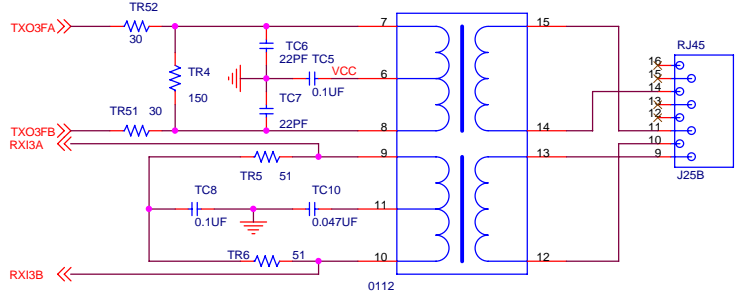 TR52
TXO3FA
30
7
15
TC6
22PF
TC5
VCC
6
TR4
150
0.1UF
TC7
RJ45
16
15
14
13
12
11
10
9
J25B
TR51
30
22PF
TXO3FB
8
14
RXI3A
9
13
TR5
51
TC8
TC10
11
0.1UF
0.047UF
TR6
51
10
12
RXI3B
0112